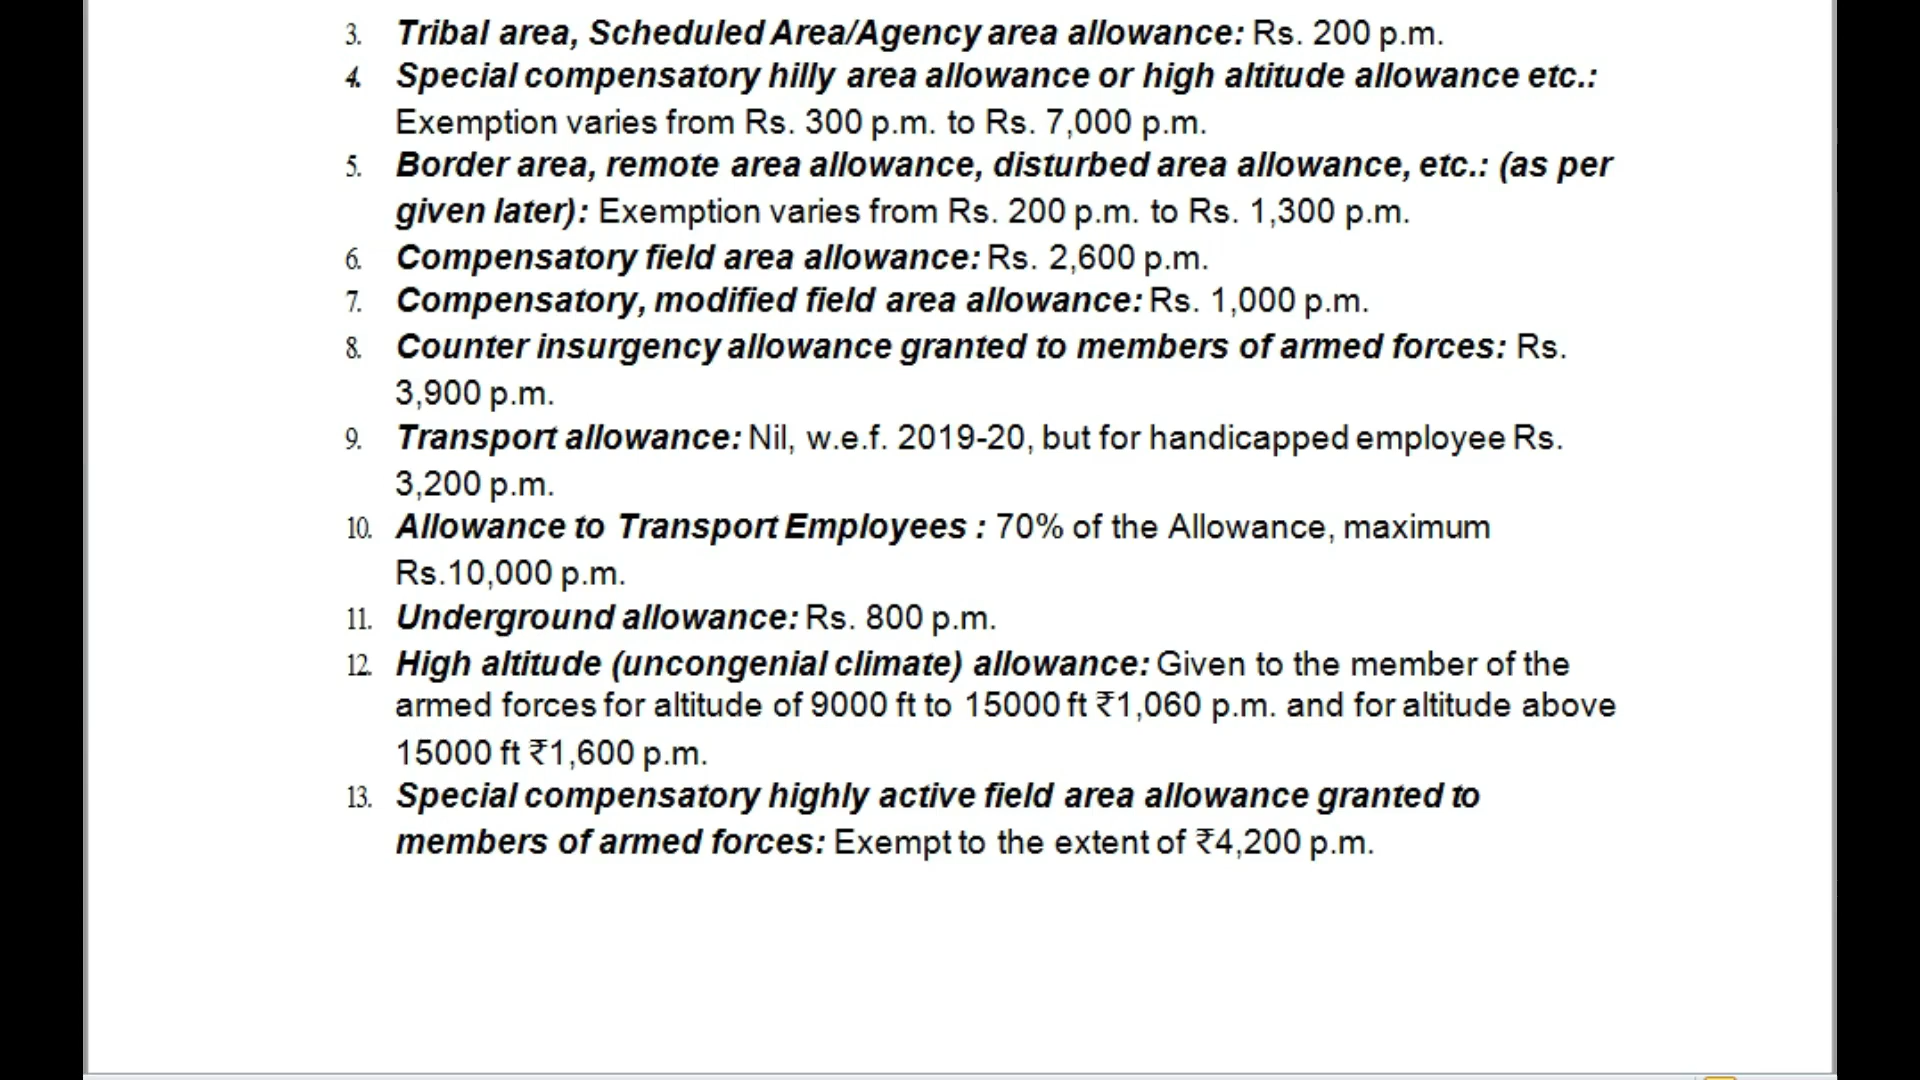 3. Tribal area, Scheduled Area/Agency area allowance: Rs. 200 p.m.
4. Special compensatory hilly area allowance or high altitude allowance etc.:
Exemption varies from Rs. 300 p.m. to Rs. 7,000 p.m.
5. Border area, remote area allowance, disturbed area allowance, etc.: (as per
given later): Exemption varies from Rs. 200 p.m. to Rs. 1,300 p.m.
6. Compensatory field area allowance: Rs. 2,600 p.m.
7. Compensatory, modified field area allowance: Rs. 1,000 p.m.
8. Counter insurgency allowance granted to members of armed forces: Rs.
3,900 p.m.
9. Transport allowance: Nil, w.e.f. 2019-20, but for handicapped employee Rs.
3,200 p.m.
10. Allowance to Transport Employees : 70% of the Allowance, maximum
Rs.10,000 p.m.
11. Underground allowance: Rs. 800 p.m.
12. High altitude (uncongenial climate) allowance: Given to the member of the
armed forces for altitude of 9000 ft to 15000 ft ₹1,060 p.m. and for altitude above
15000 ft ₹1,600 p.m.
13. Special compensatory highly active field area allowance granted to
members of armed forces: Exempt to the extent of ₹4,200 p.m.